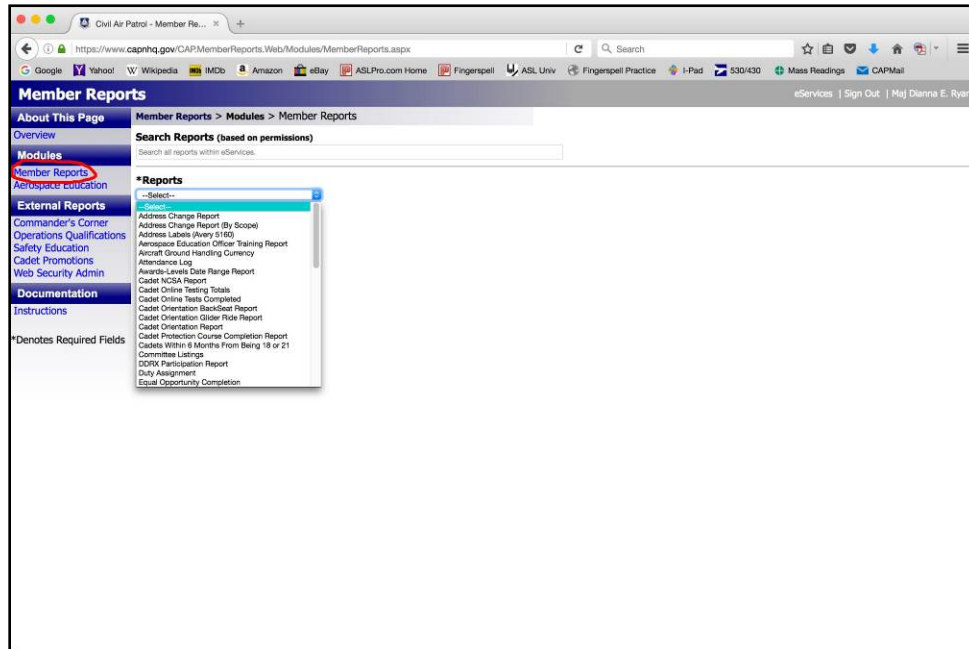 Civil Air Patrol - Member Re... × +
https://www.capnhq.gov/CAP.MemberReports.Web/Modules/MemberReports.aspx Search
Google Yahoo! Wikipedia IMDb Amazon eBay ASLPro.com Home Fingerspell ASL Univ Fingerspell Practice I-Pad 530/430 Mass Readings CAPMail
Member Reports eServices | Sign Out | Maj Dianna E. Ryan
About This Page
Overview
Modules
Member Reports
Aerospace Education
External Reports
Commander's Corner
Operations Qualifications
Safety Education
Cadet Promotions
Web Security Admin
Documentation
Instructions
*Denotes Required Fields
Member Reports > Modules > Member Reports
Search Reports (based on permissions)
Search all reports within eServices.
*Reports
--Select--
--Select--
Address Change Report
Address Change Report (By Scope)
Address Labels (Avery 5160)
Aerospace Education Officer Training Report
Aircraft Ground Handling Currency
Attendance Log
Awards-Levels Date Range Report
Cadet NCSA Report
Cadet Online Testing Totals
Cadet Online Tests Completed
Cadet Orientation BackSeat Report
Cadet Orientation Glider Ride Report
Cadet Orientation Report
Cadet Protection Course Completion Report
Cadets Within 6 Months From Being 18 or 21
Committee Listings
DDRX Participation Report
Duty Assignment
Equal Opportunity Completion